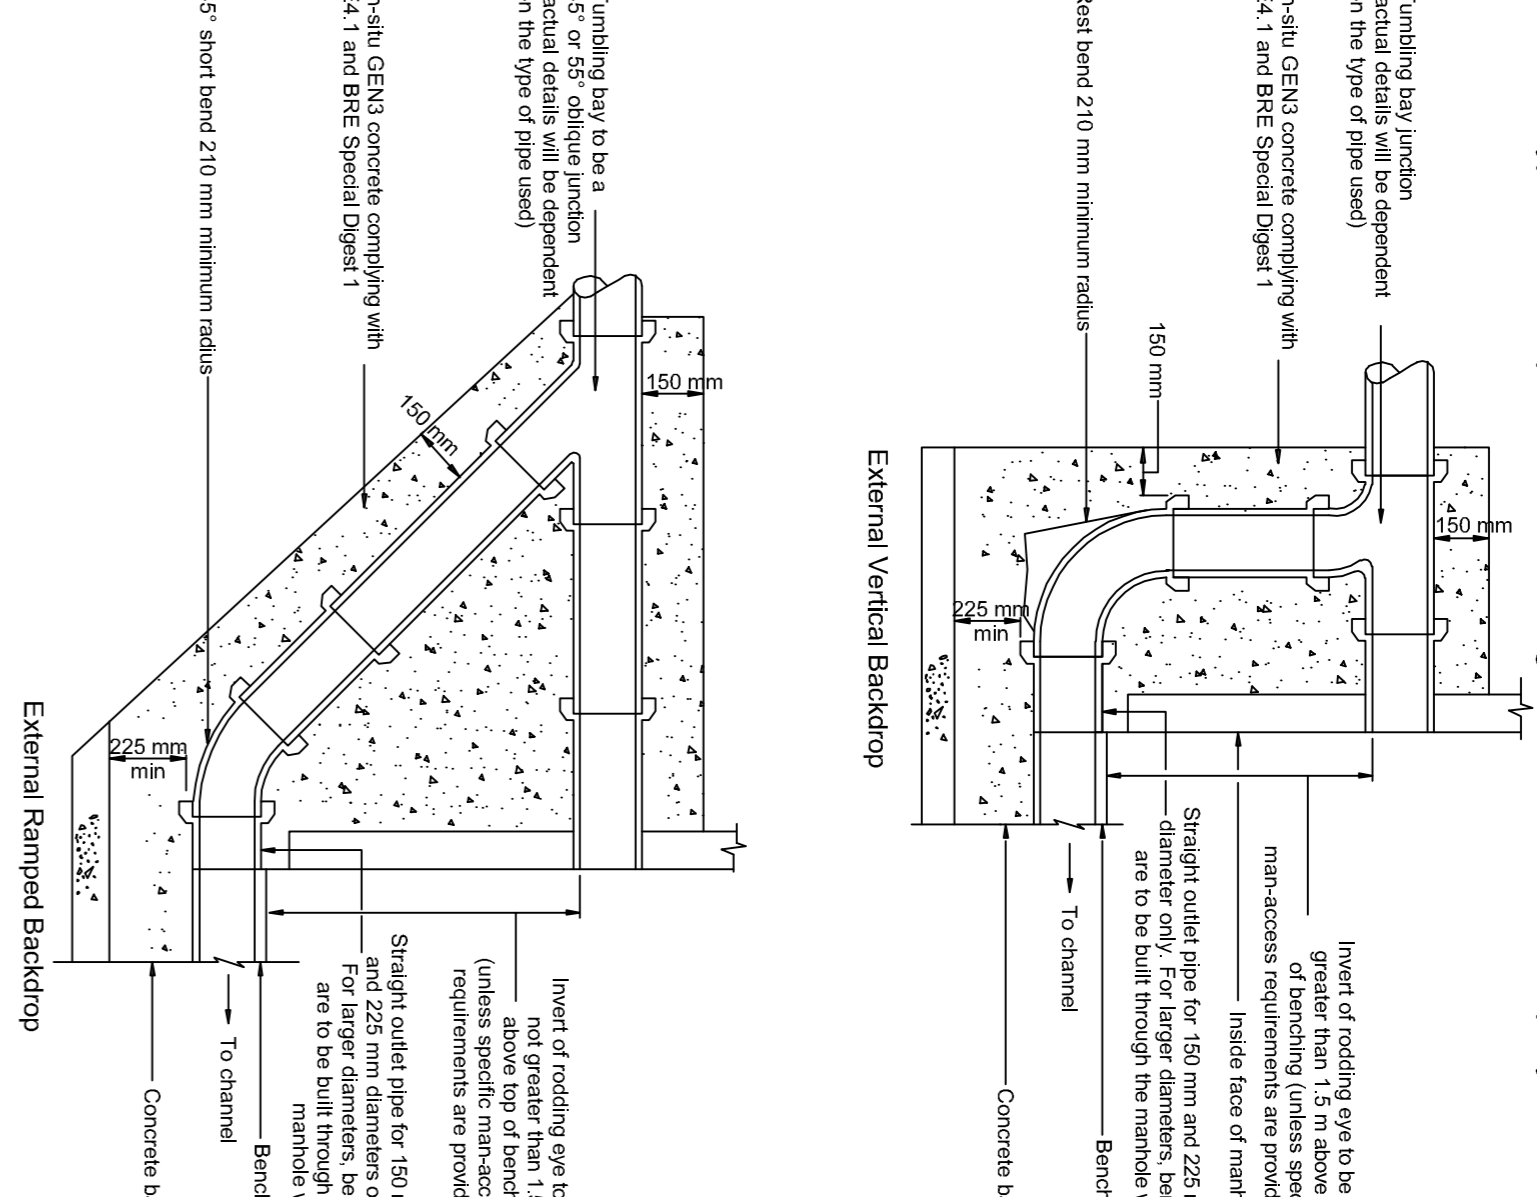 Tumbling bay junction
actual details will be dependent
on the type of pipe used)
n-situ GEN3 concrete complying with
E4.1 and BRE Special Digest 1
150 mm
Rest bend 210 mm minimum radius
150 mm
225 mm
min
External Vertical Backdrop
Invert of rodding eye to be
greater than 1.5 m above
of benching (unless spec
man-access requirements are provid
Inside face of manh
Straight outlet pipe for 150 mm and 225 m
diameter only. For larger diameters, ben
are to be built through the manhole w
Bench
To channel
Concrete b
Tumbling bay to be a
5° or 55° oblique junction
actual details will be dependent
on the type of pipe used)
n-situ GEN3 concrete complying with
E4.1 and BRE Special Digest 1
5° short bend 210 mm minimum radius
150 mm
150 mm
225 mm
min
External Ramped Backdrop
Invert of rodding eye to
not greater than 1.5
above top of bench
(unless specific man-acc
requirements are provid
Straight outlet pipe for 150 m
and 225 mm diameters o
For larger diameters, be
are to be built through
manhole w
Bench
To channel
Concrete b